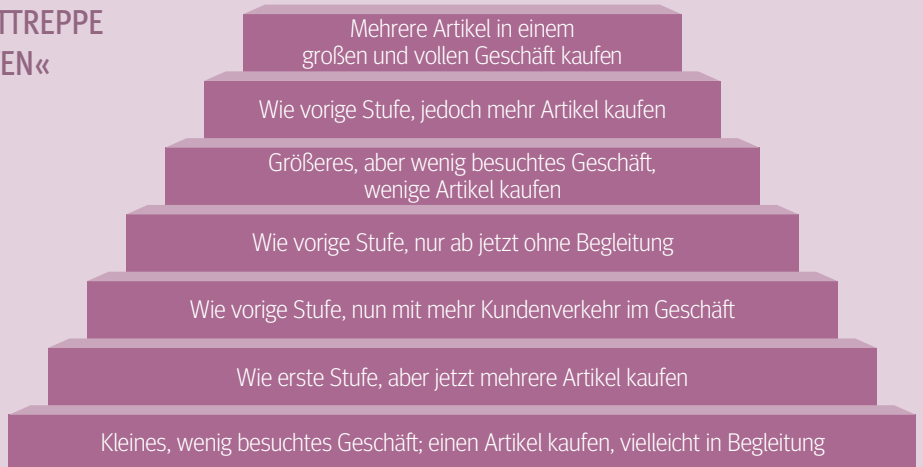 TTREPPE
EN«
Mehrere Artikel in einem
großen und vollen Geschäft kaufen
Wie vorige Stufe, jedoch mehr Artikel kaufen
Größeres, aber wenig besuchtes Geschäft,
wenige Artikel kaufen
Wie vorige Stufe, nur ab jetzt ohne Begleitung
Wie vorige Stufe, nun mit mehr Kundenverkehr im Geschäft
Wie erste Stufe, aber jetzt mehrere Artikel kaufen
Kleines, wenig besuchtes Geschäft; einen Artikel kaufen, vielleicht in Begleitung